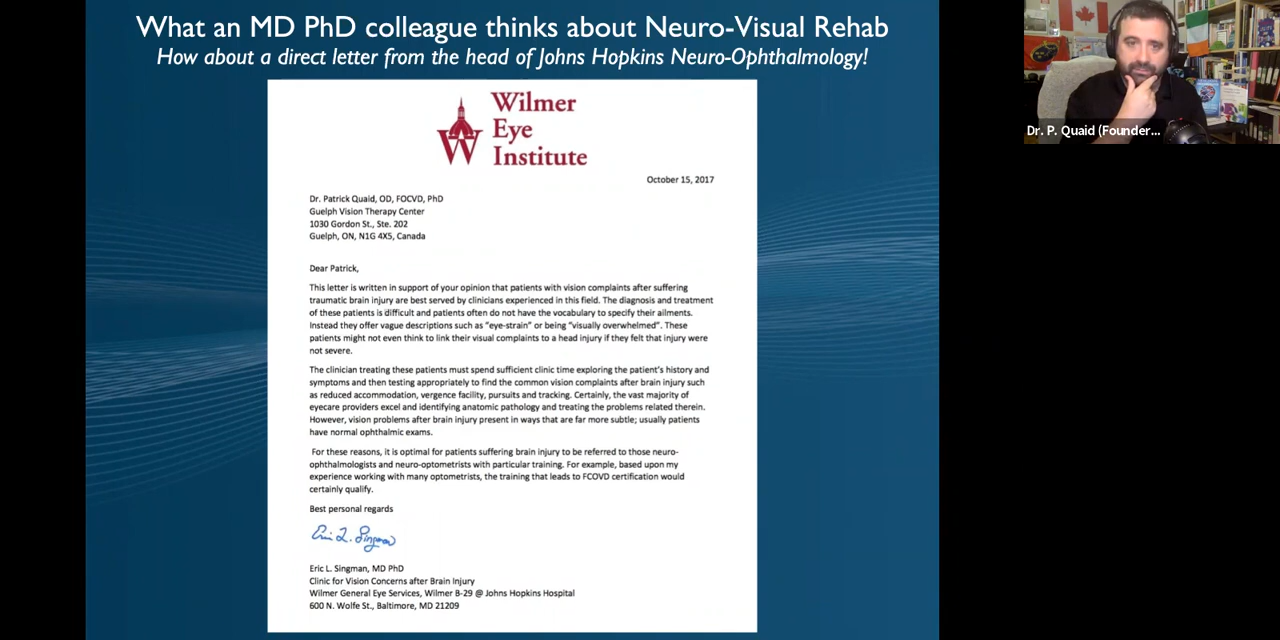 What an MD PhD colleague thinks about Neuro-Visual Rehab
How about a direct letter from the head of Johns Hopkins Neuro-Ophthalmology!
Wilmer
Eye
Institute
October 15, 2017
Dr. Patrick Quaid, OD, FOCVD, PhD
Guelph Vision Therapy Center
1030 Gordon St., Ste. 202
Guelph, ON, N1G 4X5, Canada
Dear Patrick,
This letter is written in support of your opinion that patients with vision complaints after suffering
traumatic brain injury are best served by clinicians experienced in this field. The diagnosis and treatment
of these patients is difficult and patients often do not have the vocabulary to specify their ailments.
Instead they offer vague descriptions such as "eye-strain" or being "visually overwhelmed". These
patients might not even think to link their visual complaints to a head injury if they felt that injury were
not severe.
The clinician treating these patients must spend sufficient clinic time exploring the patient's history and
symptoms and then testing appropriately to find the common vision complaints after brain injury such
as reduced accommodation, vergence facility, pursuits and tracking. Certainly, the vast majority of
eyecare providers excel and identifying anatomic pathology and treating the problems related therein.
However, vision problems after brain injury present in ways that are far more subtle; usually patients
have normal ophthalmic exams.
For these reasons, it is optimal for patients suffering brain injury to be referred to those neuro-
ophthalmologists and neuro-optometrists with particular training. For example, based upon my
experience working with many optometrists, the training that leads to FCOVD certification would
certainly qualify.
Best personal regards
Eric L. Singman
Eric L. Singman, MD PhD
Clinic for Vision Concerns after Brain Injury
Wilmer General Eye Services, Wilmer B-29 @ Johns Hopkins Hospital
600 N. Wolfe St., Baltimore, MD 21209
Dr. P. Quaid (Founder...